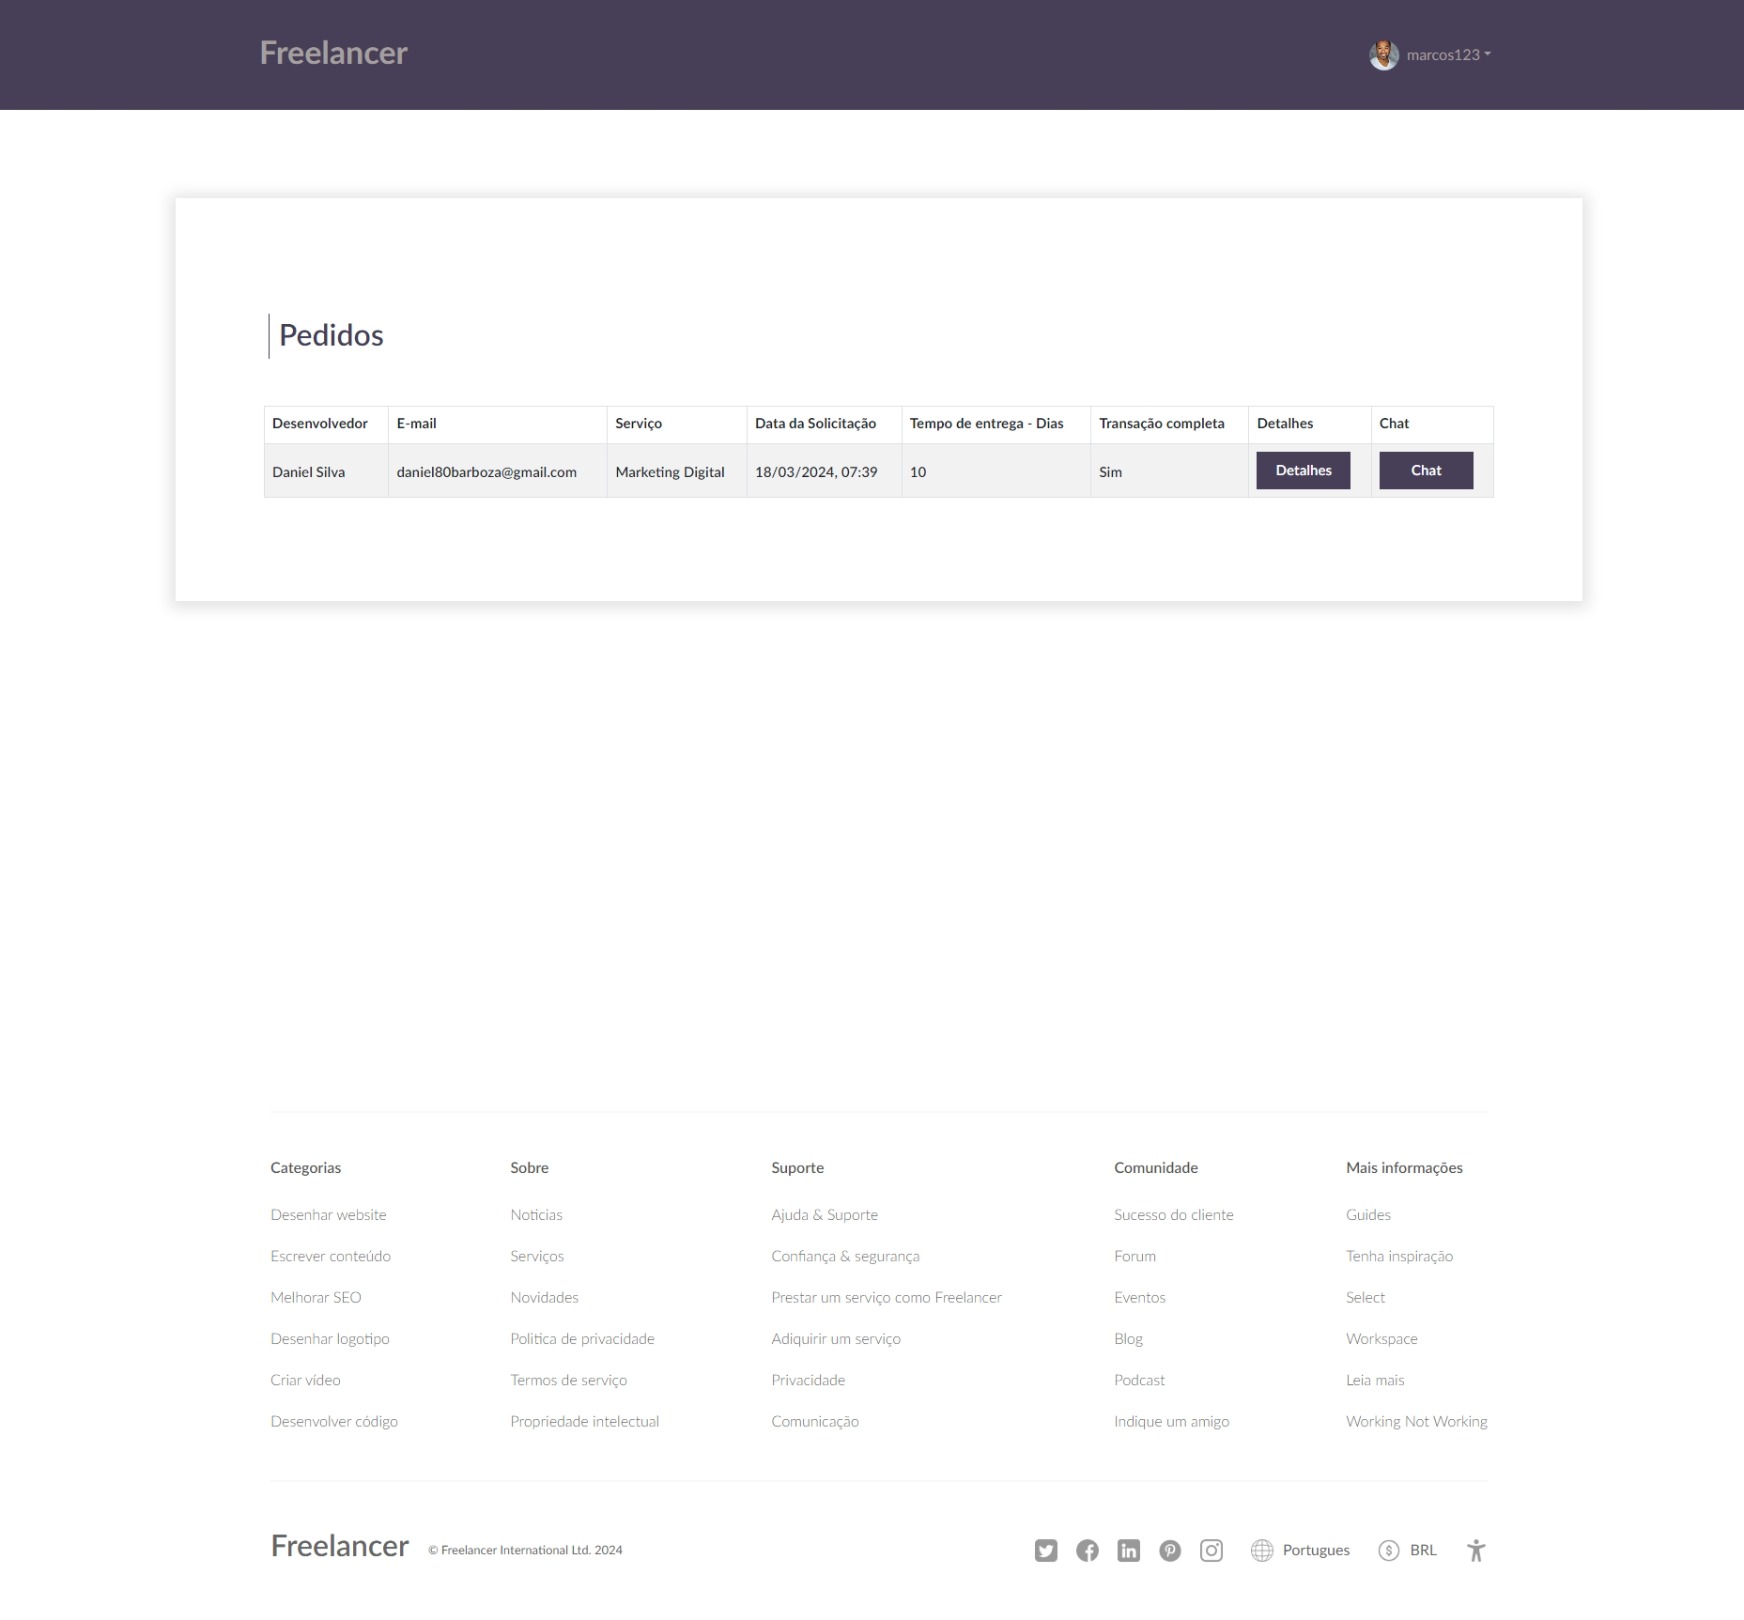 Freelancer
marcos123
Pedidos
Desenvolvedor E-mail Serviço Data da Solicitação Tempo de entrega - Dias Transação completa Detalhes Chat
Daniel Silva daniel80barboza@gmail.com Marketing Digital 18/03/2024, 07:39 10 Sim Detalhes Chat
Categorias Sobre Suporte Comunidade Mais informações
Desenhar website Noticias Ajuda & Suporte Sucesso do cliente Guides
Escrever conteúdo Serviços Confiança & segurança Forum Tenha inspiração
Melhorar SEO Novidades Prestar um serviço como Freelancer Eventos Select
Desenhar logotipo Politica de privacidade Adiquirir um serviço Blog Workspace
Criar vídeo Termos de serviço Privacidade Podcast Leia mais
Desenvolver código Propriedade intelectual Comunicação Indique um amigo Working Not Working
Freelancer © Freelancer International Ltd. 2024 Portugues BRL